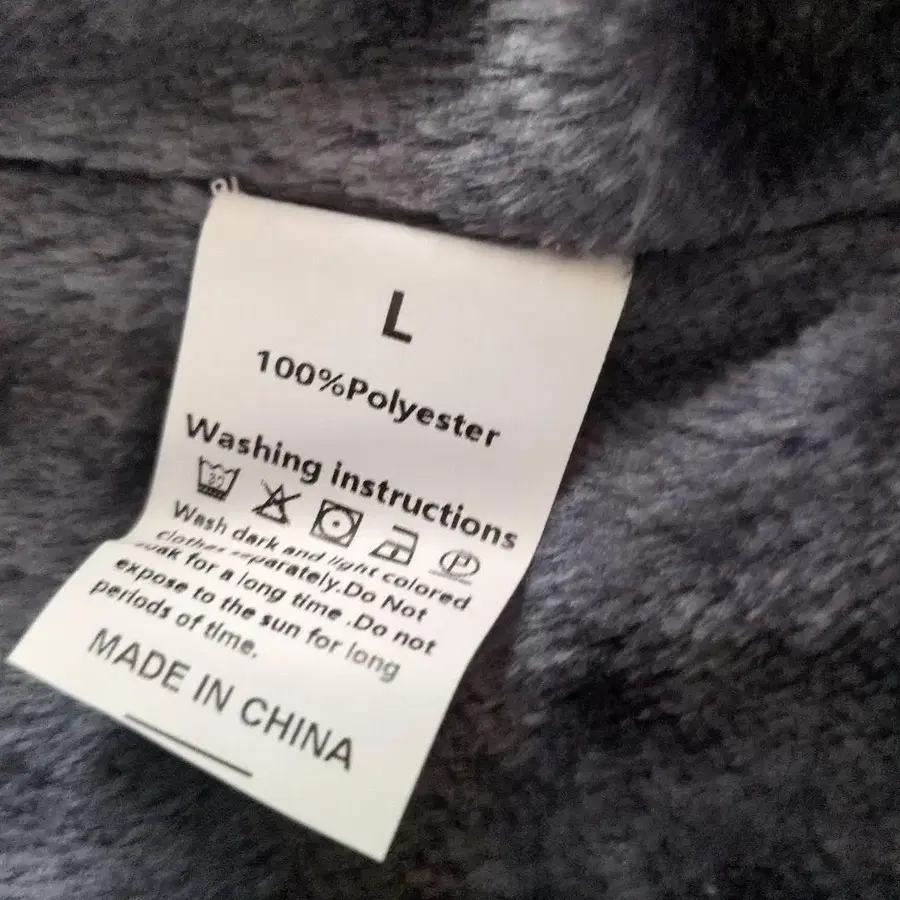 L
100%Polyester
Washing instructions
30
P
Wash dark and light colored
clothes separately.Do Not
soak for a long time .Do not
expose to the sun for long
periods of time.
MADE IN CHINA